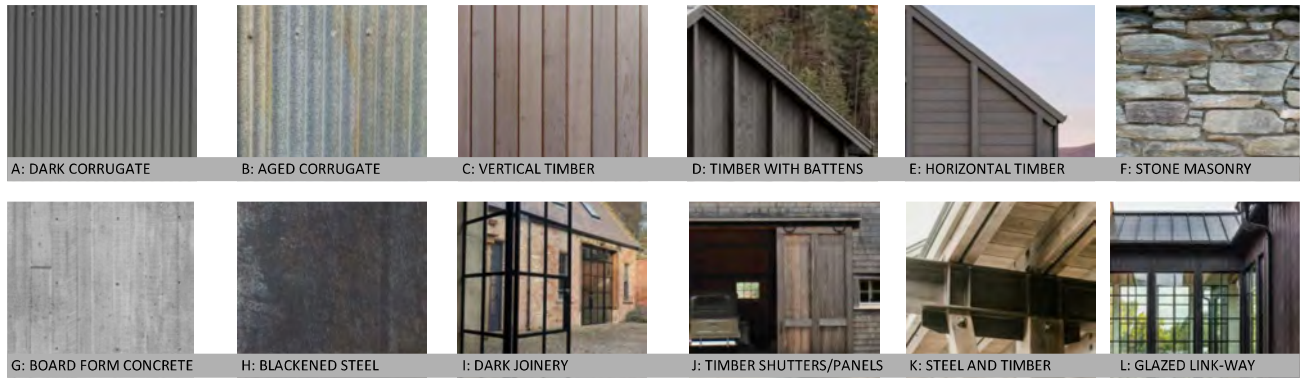 A: DARK CORRUGATE
B: AGED CORRUGATE
C: VERTICAL TIMBER
D: TIMBER WITH BATTENS
E: HORIZONTAL TIMBER
F: STONE MASONRY
G: BOARD FORM CONCRETE
H: BLACKENED STEEL
I: DARK JOINERY
J: TIMBER SHUTTERS/PANELS
K: STEEL AND TIMBER
L: GLAZED LINK-WAY